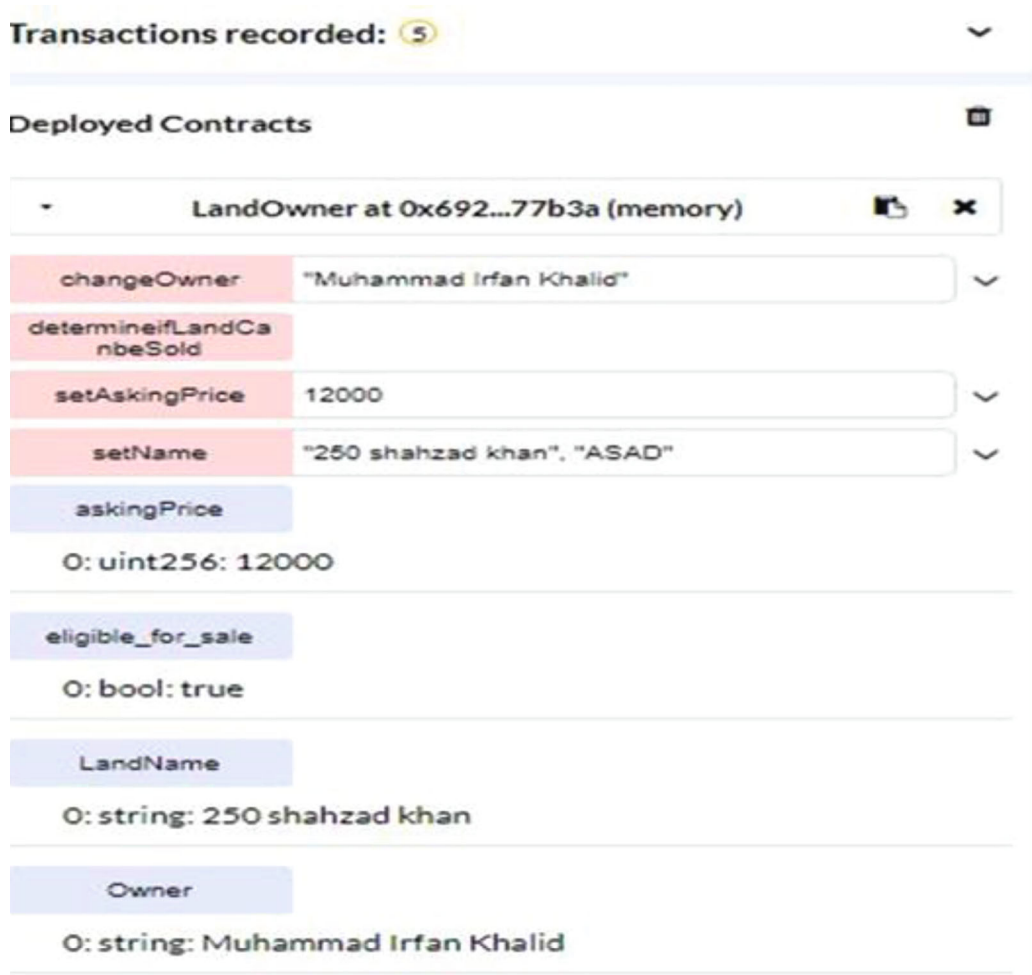 Transactions recorded: 5
Deployed Contracts
LandOwner at 0x692...77b3a (memory)
changeOwner "Muhammad Irfan Khalid"
determineifLandCa
nbeSold
setAskingPrice 12000
setName "250 shahzad khan", "ASAD"
askingPrice
0: uint256: 12000
eligible_for_sale
0: bool: true
LandName
0: string: 250 shahzad khan
Owner
0: string: Muhammad Irfan Khalid